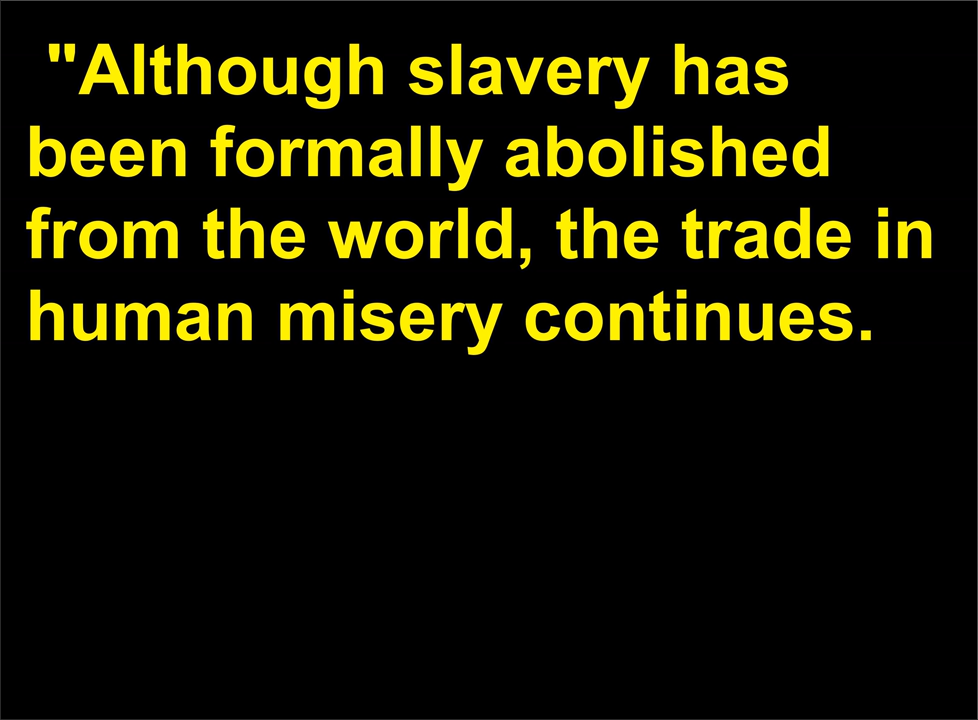 "Although slavery has
been formally abolished
from the world, the trade in
human misery continues.